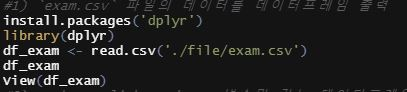 #1) `exam.csv` 파일의 데이터를 데이터프레임 출력
install.packages('dplyr')
library(dplyr)
df_exam <- read.csv('./file/exam.csv')
df_exam
View(df_exam)